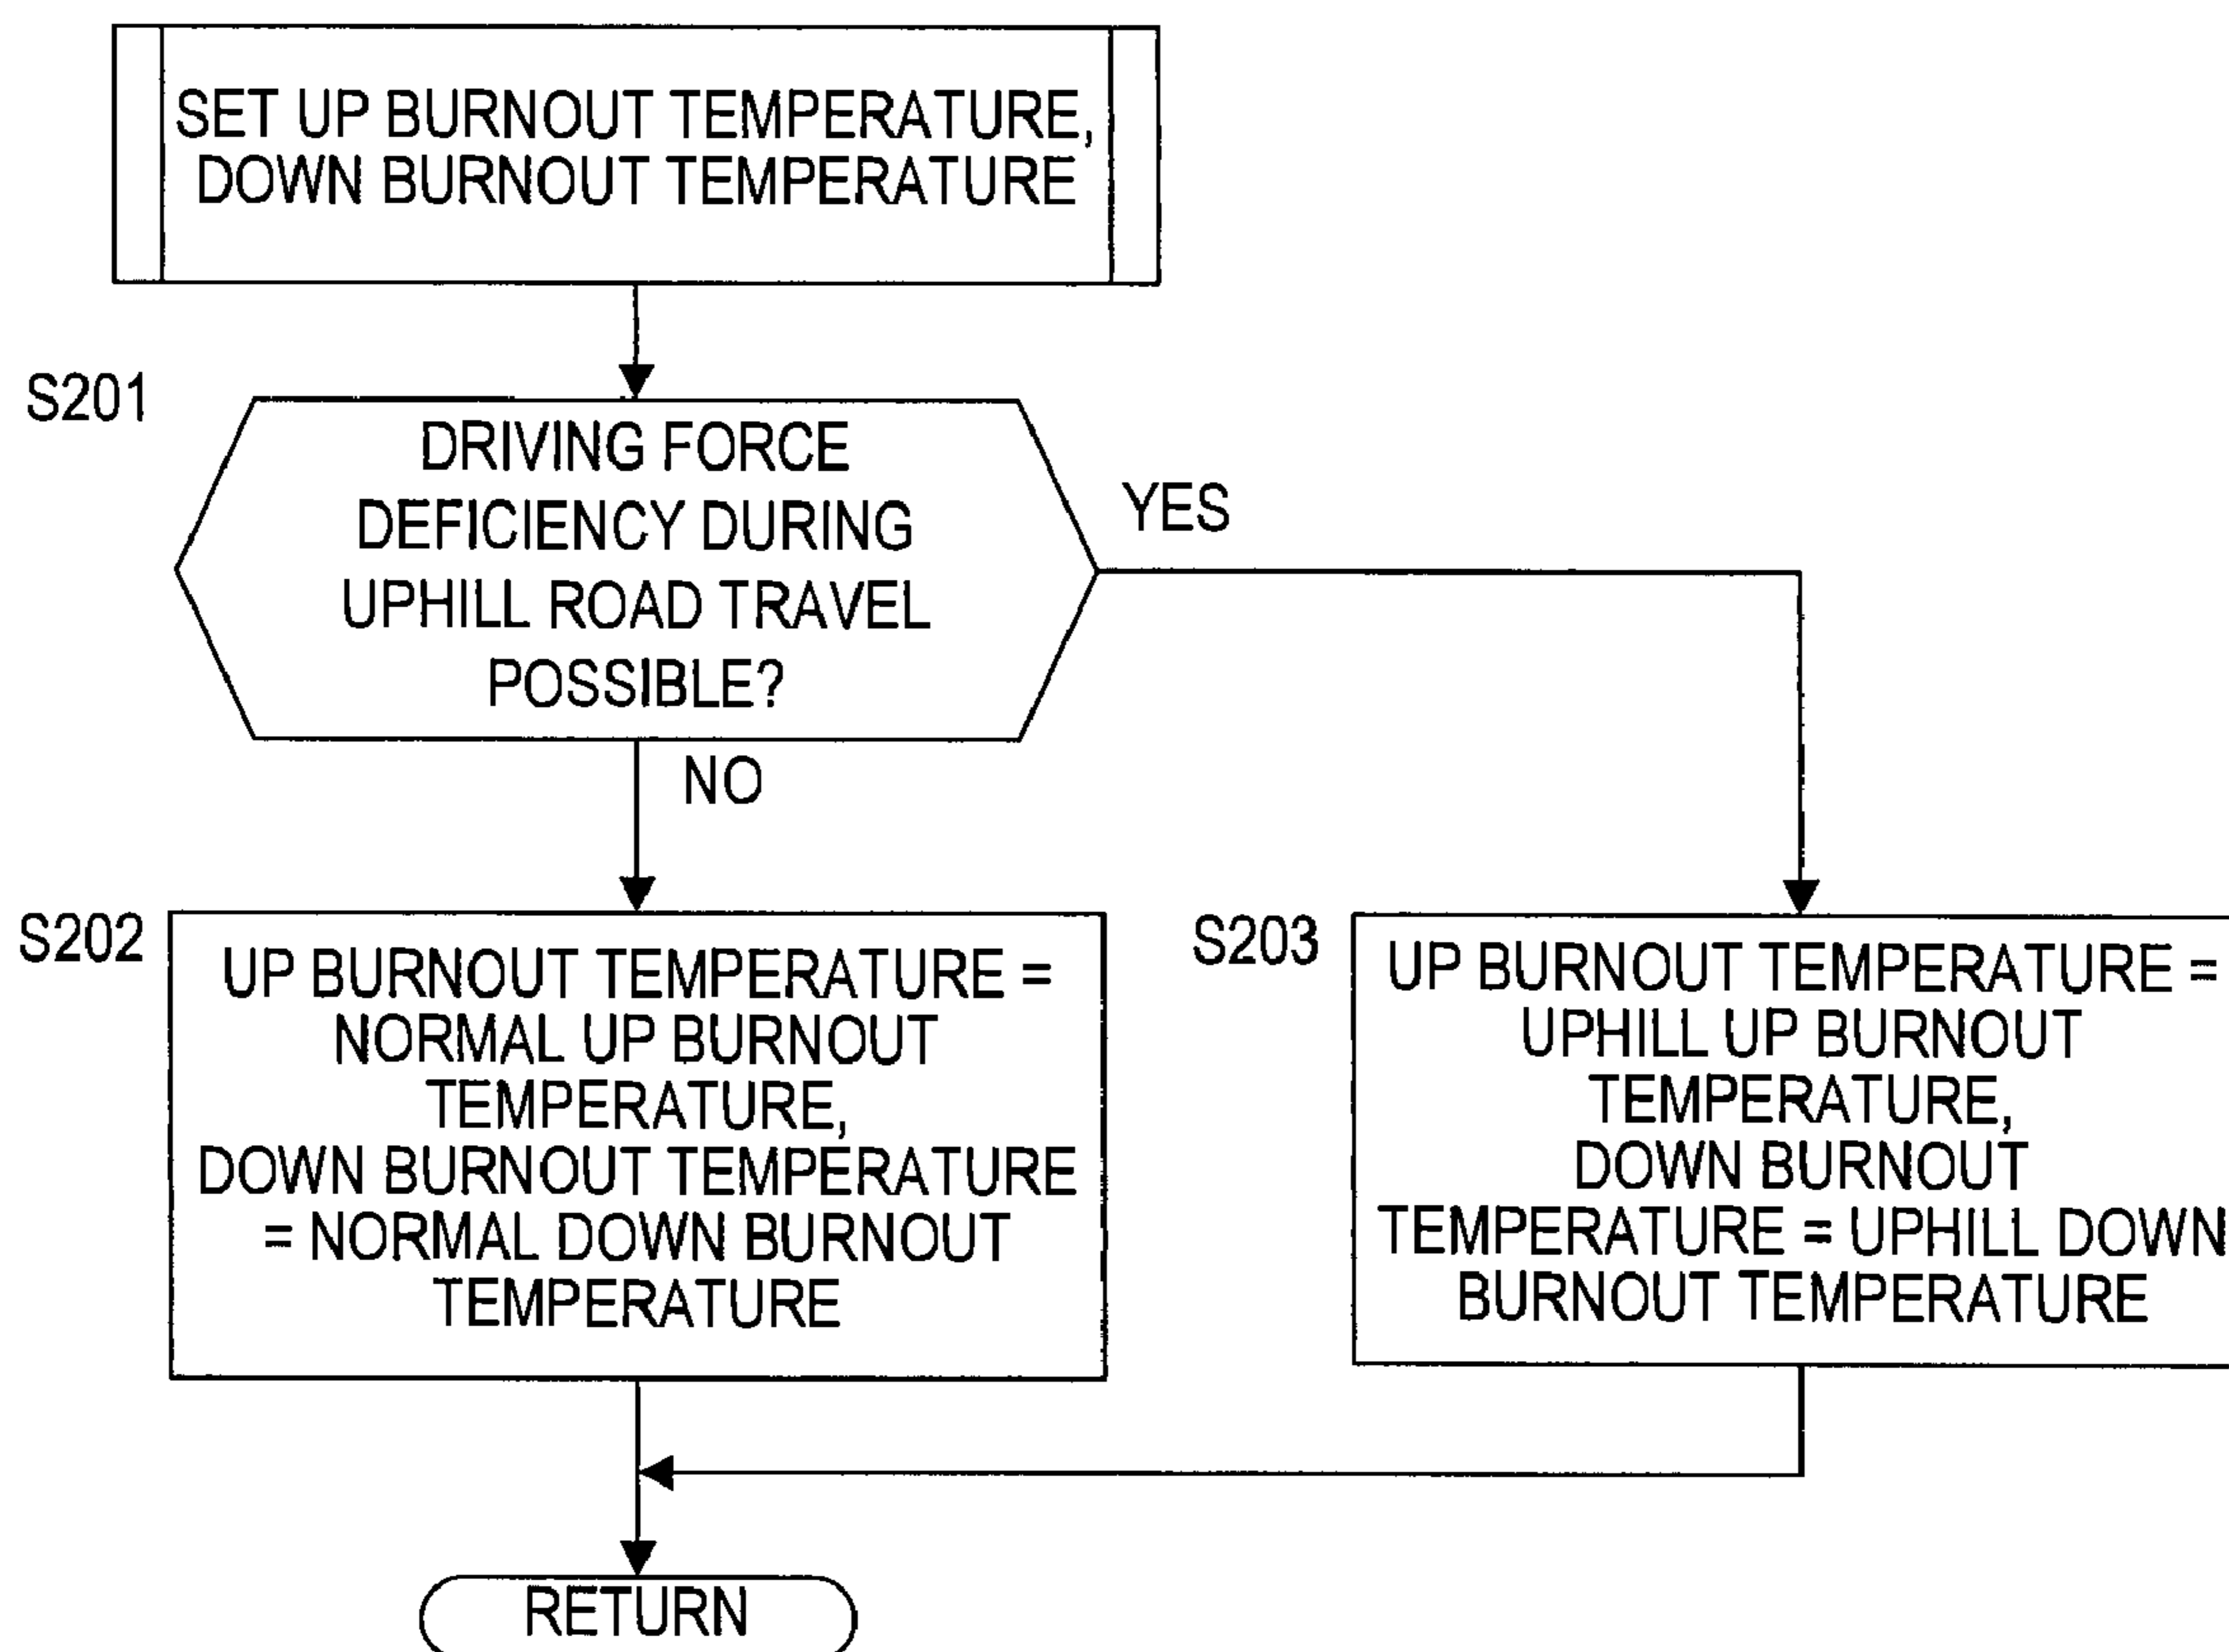 SET UP BURNOUT TEMPERATURE,
DOWN BURNOUT TEMPERATURE
S201
DRIVING FORCE
DEFICIENCY DURING
UPHILL ROAD TRAVEL
POSSIBLE?
YES
NO
S202
UP BURNOUT TEMPERATURE =
NORMAL UP BURNOUT
TEMPERATURE,
DOWN BURNOUT TEMPERATURE
= NORMAL DOWN BURNOUT
TEMPERATURE
S203
UP BURNOUT TEMPERATURE =
UPHILL UP BURNOUT
TEMPERATURE,
DOWN BURNOUT
TEMPERATURE = UPHILL DOWN
BURNOUT TEMPERATURE
RETURN